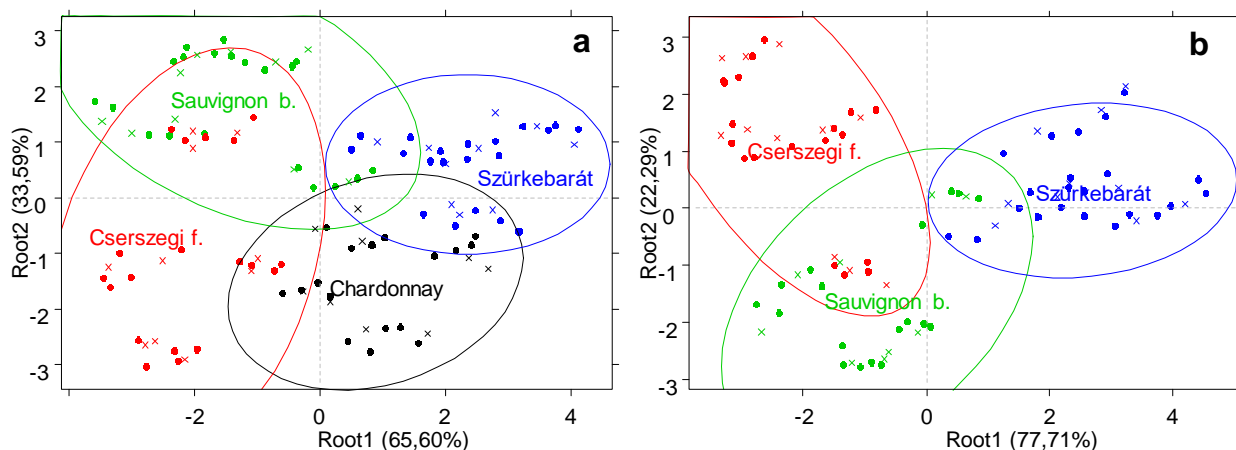 a
3
2
1
0
-1
-2
-3
Root2 (33,59%)
Sauvignon b.
Szürkebarát
Cserszegi f.
Chardonnay
-2
0
2
4
Root1 (65,60%)
b
3
2
1
0
-1
-2
-3
Root2 (22,29%)
Cserszegi f.
Szürkebarát
Sauvignon b.
-2
0
2
4
Root1 (77,71%)